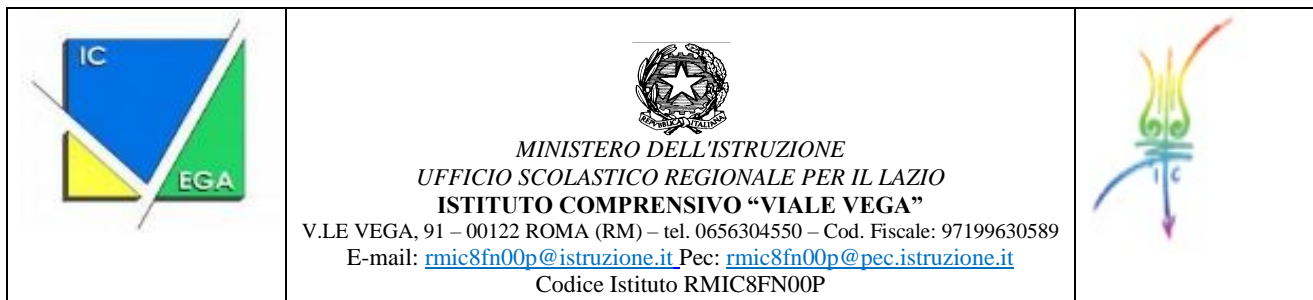 IC
EGA
REPVBBLICA ITALIANA
MINISTERO DELL'ISTRUZIONE
UFFICIO SCOLASTICO REGIONALE PER IL LAZIO
ISTITUTO COMPRENSIVO “VIALE VEGA”
V.LE VEGA, 91 – 00122 ROMA (RM) – tel. 0656304550 – Cod. Fiscale: 97199630589
E-mail: rmic8fn00p@istruzione.it Pec: rmic8fn00p@pec.istruzione.it
Codice Istituto RMIC8FN00P
I C